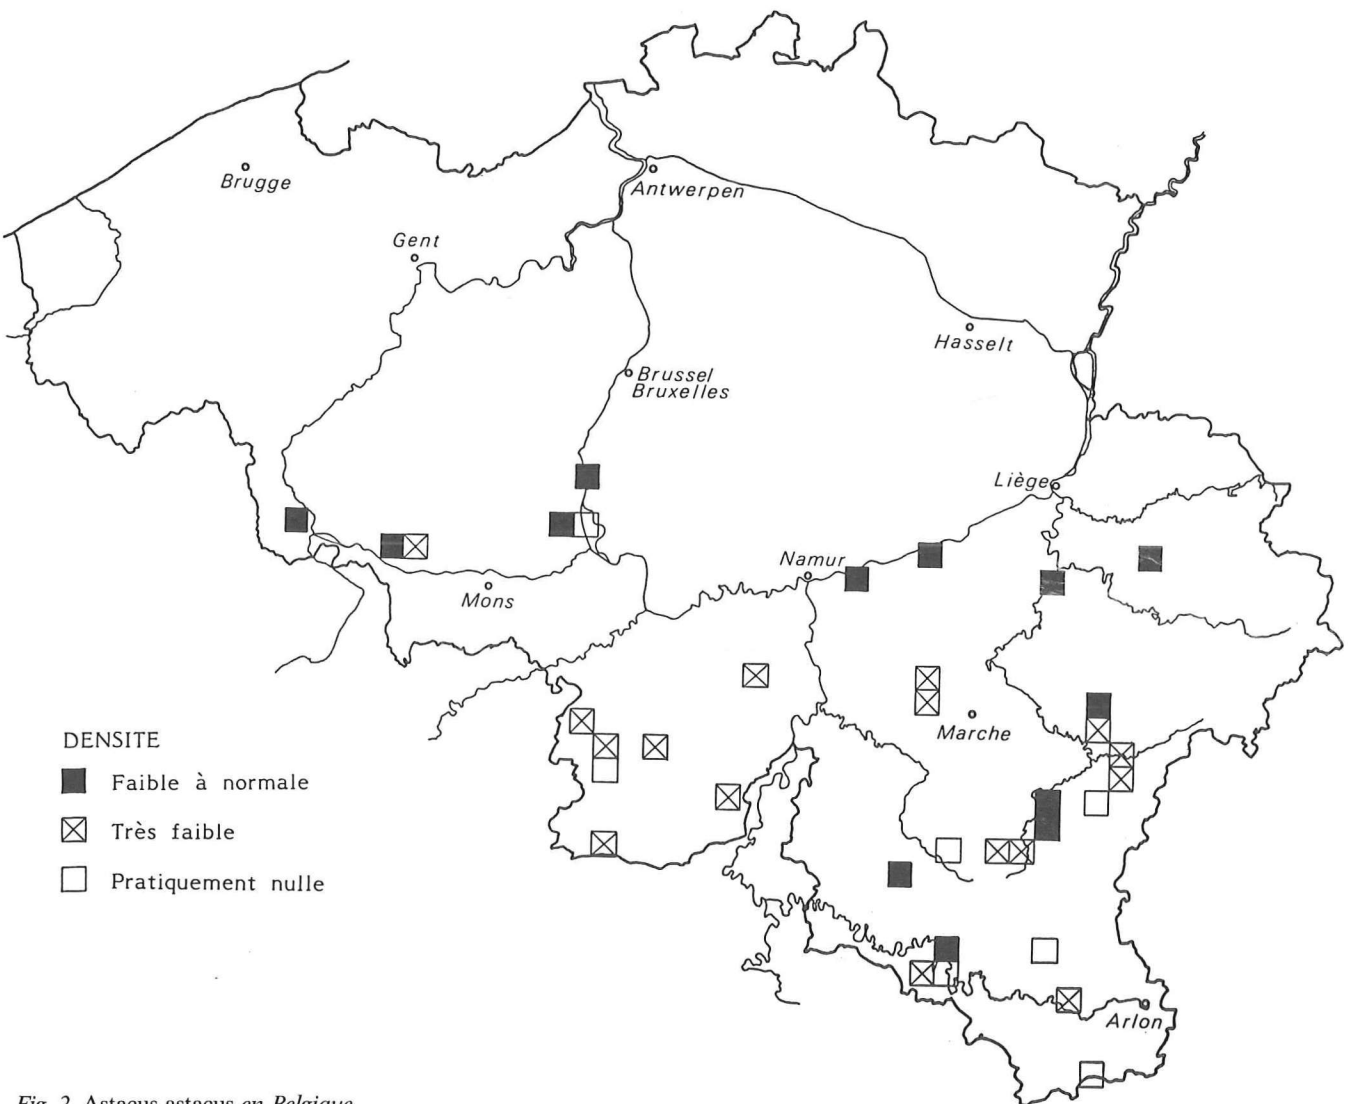 Brugge
Antwerpen
Gent
Hasselt
Brussel
Bruxelles
Liège
Namur
Mons
Marche
DENSITE
Faible à normale
Très faible
Pratiquement nulle
Arlon
Fig. 2. Astacus astacus en Belgique